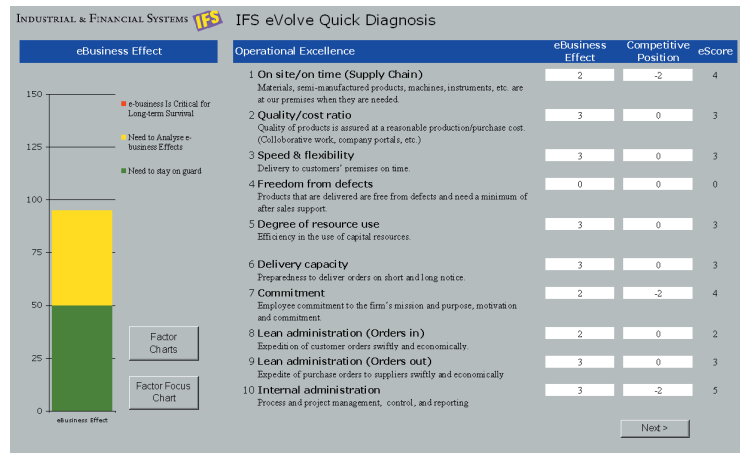 INDUSTRIAL & FINANCIAL SYSTEMS IFS
IFS eVolve Quick Diagnosis
eBusiness Effect
150
125
100
75
50
25
0
e-business Is Critical for
Long-term Survival
Need to Analyse e-
business Effects
Need to stay on guard
eBusiness Effect
Factor
Charts
Factor Focus
Chart
Operational Excellence eBusiness Effect Competitive Position eScore
1 On site/on time (Supply Chain) 2 -2 4
Materials, semi-manufactured products, machines, instruments, etc. are
at our premises when they are needed.
2 Quality/cost ratio 3 0 3
Quality of products is assured at a reasonable production/purchase cost.
(Colloborative work, company portals, etc.)
3 Speed & flexibility 3 0 3
Delivery to customers' premises on time.
4 Freedom from defects 0 0 0
Products that are delivered are free from defects and need a minimum of
after sales support.
5 Degree of resource use 3 0 3
Efficiency in the use of capital resources.
6 Delivery capacity 3 0 3
Preparedness to deliver orders on short and long notice.
7 Commitment 2 -2 4
Employee commitment to the firm's mission and purpose, motivation
and commitment.
8 Lean administration (Orders in) 2 0 2
Expedition of customer orders swiftly and economically.
9 Lean administration (Orders out) 3 0 3
Expedite of purchase orders to suppliers swiftly and economically
10 Internal administration 3 -2 5
Process and project management, control, and reporting
Next >